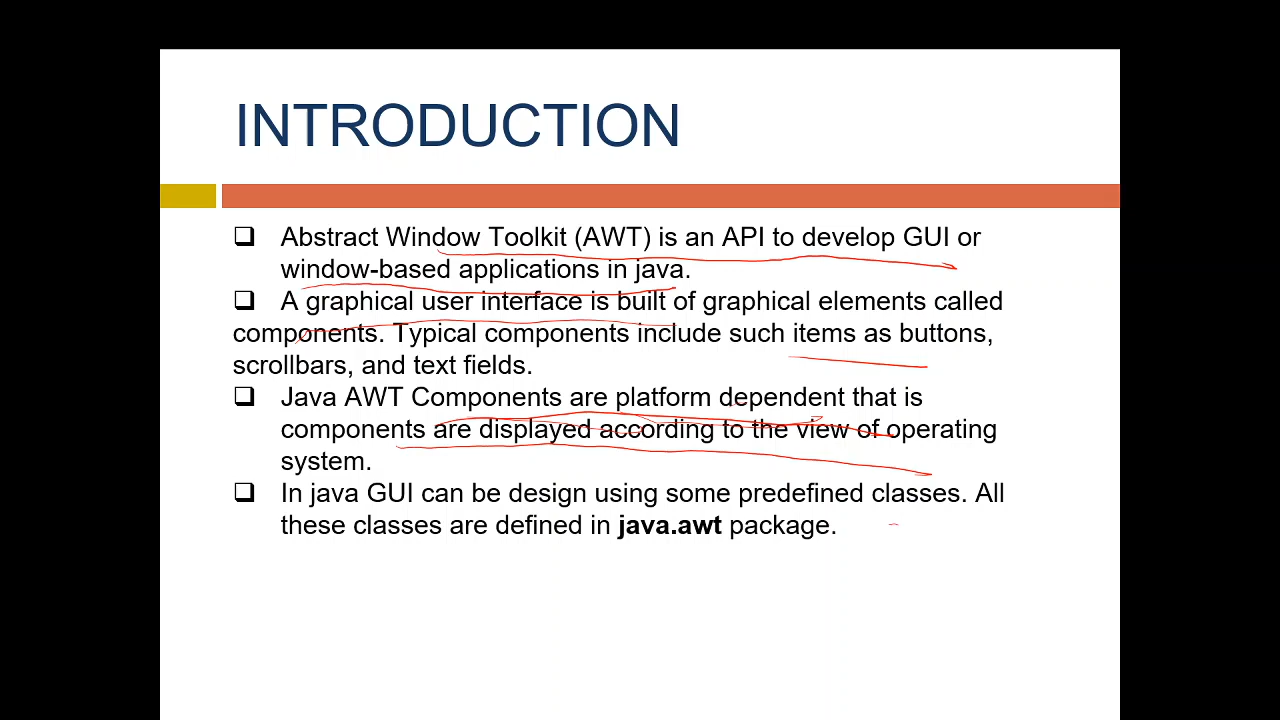 INTRODUCTION
❑ Abstract Window Toolkit (AWT) is an API to develop GUI or
window-based applications in java.
❑ A graphical user interface is built of graphical elements called
components. Typical components include such items as buttons,
scrollbars, and text fields.
❑ Java AWT Components are platform dependent that is
components are displayed according to the view of operating
system.
❑ In java GUI can be design using some predefined classes. All
these classes are defined in java.awt package.